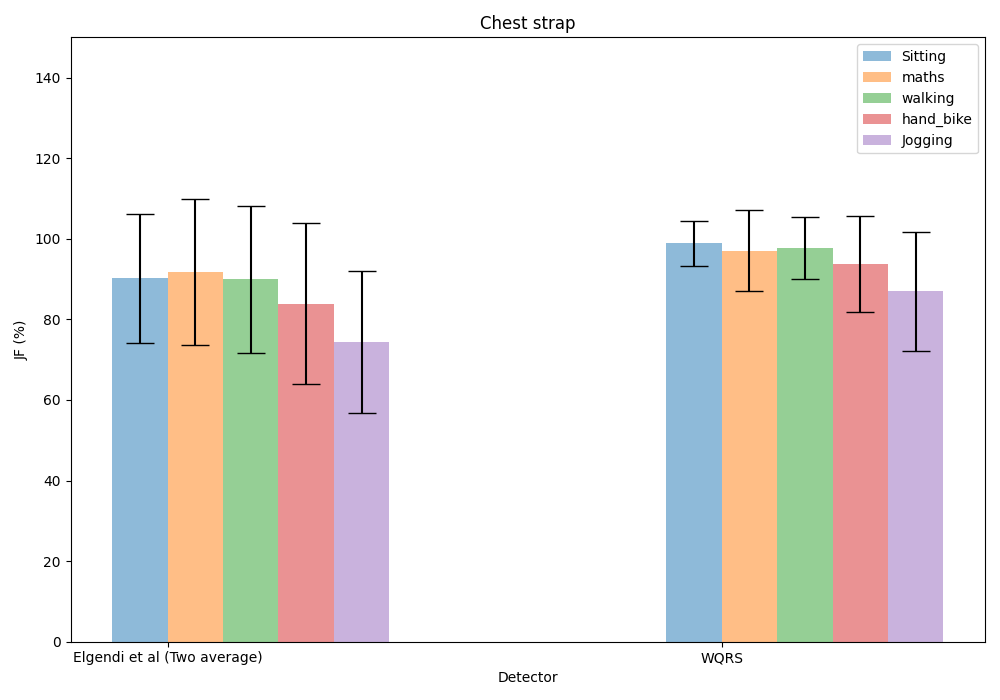 Chest strap
Sitting
maths
walking
hand_bike
Jogging
JF (%)
140
120
100
80
60
40
20
0
Elgendi et al (Two average)
WQRS
Detector